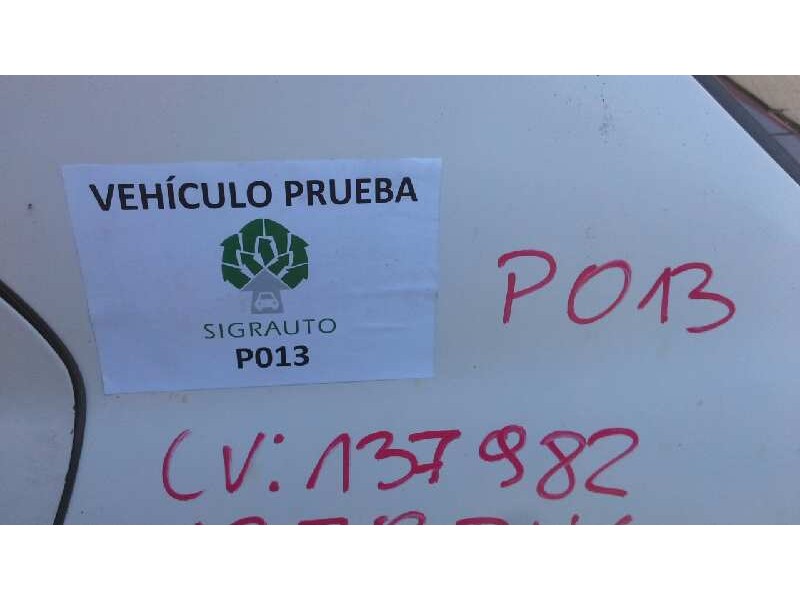 VEHÍCULO PRUEBA
SIGRAUTO
P013
P013
CV: 137982